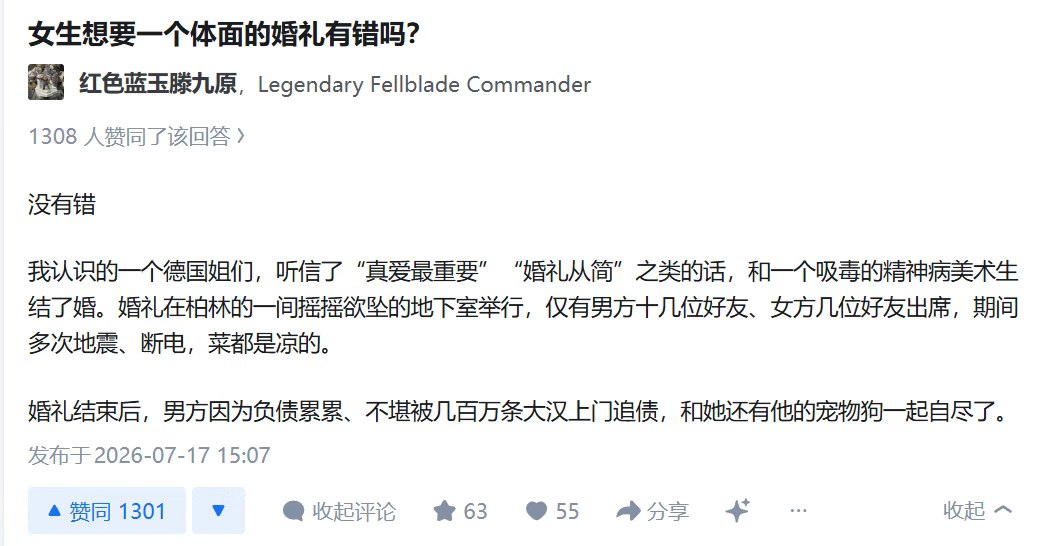 女生想要一个体面的婚礼有错吗？
红色蓝玉滕九原，Legendary Fellblade Commander
1308 人赞同了该回答 ›
没有错
我认识的一个德国姐们，听信了“真爱最重要”“婚礼从简”之类的话，和一个吸毒的精神病美术生
结了婚。婚礼在柏林的一间摇摇欲坠的地下室举行，仅有男方十几位好友、女方几位好友出席，期间
多次地震、断电，菜都是凉的。
婚礼结束后，男方因为负债累累、不堪被几百万条大汉上门追债，和她还有他的宠物狗一起自尽了。
发布于 2026-07-17 15:07
赞同 1301
收起评论
63
55
分享
收起